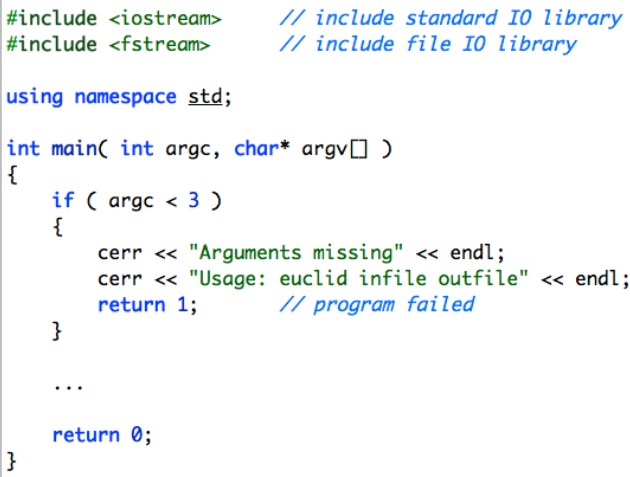 #include <iostream>     // include standard IO library
#include <fstream>      // include file IO library
using namespace std;
int main( int argc, char* argv[] )
{
    if ( argc < 3 )
    {
        cerr << "Arguments missing" << endl;
        cerr << "Usage: euclid infile outfile" << endl;
        return 1;       // program failed
    }
    ...
    return 0;
}